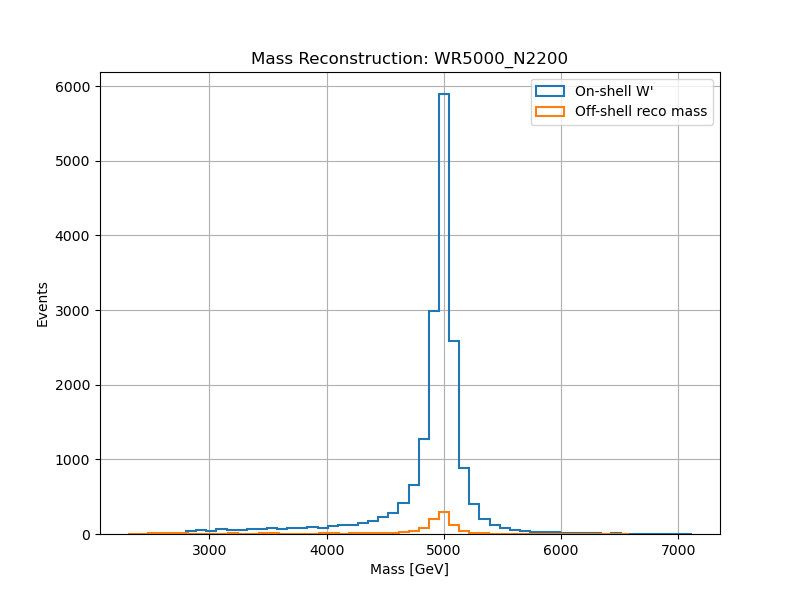 Mass Reconstruction: WR5000_N2200
On-shell W'
Off-shell reco mass
6000
5000
4000
3000
2000
1000
0
Events
3000 4000 5000 6000 7000
Mass [GeV]